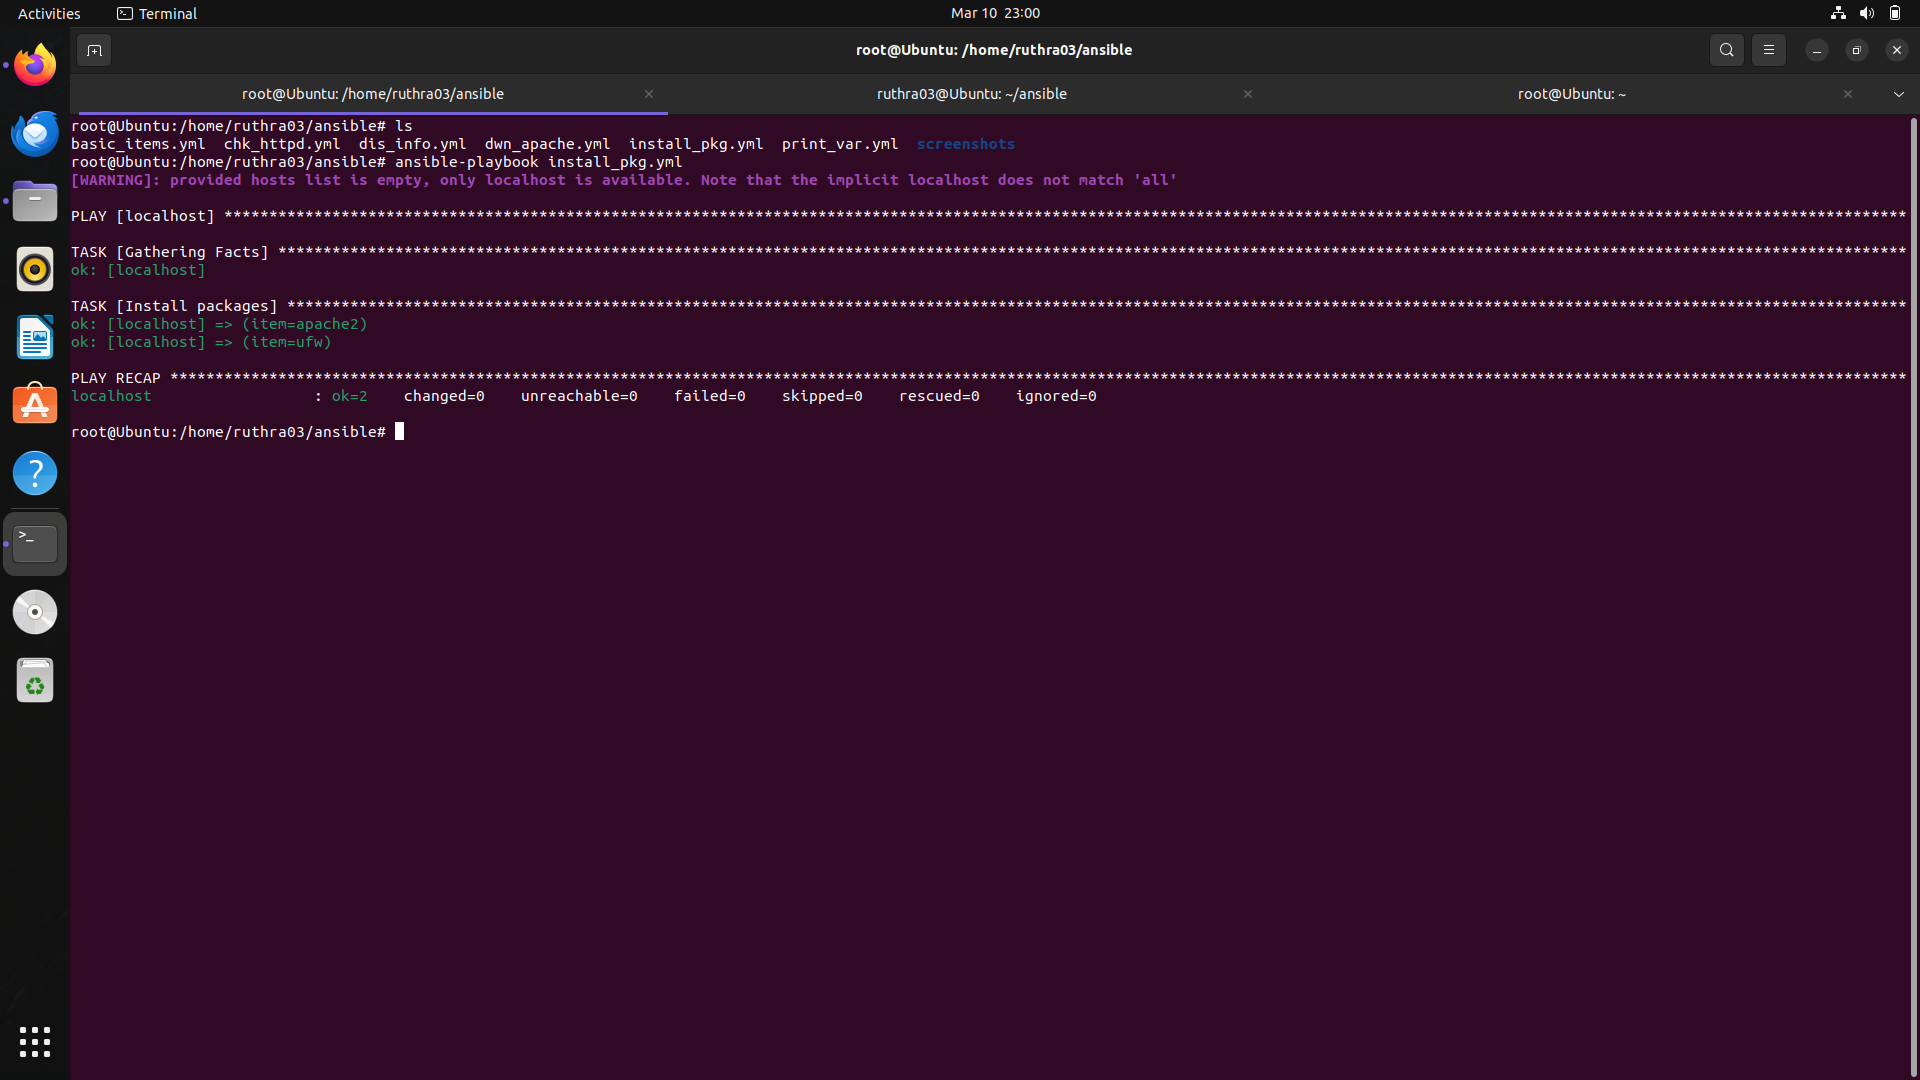 Activities Terminal Mar 10 23:00
root@Ubuntu: /home/ruthra03/ansible
root@Ubuntu: /home/ruthra03/ansible ruthra03@Ubuntu: ~/ansible root@Ubuntu: ~
root@Ubuntu:/home/ruthra03/ansible# ls
basic_items.yml  chk_httpd.yml  dis_info.yml  dwn_apache.yml  install_pkg.yml  print_var.yml  screenshots
root@Ubuntu:/home/ruthra03/ansible# ansible-playbook install_pkg.yml
[WARNING]: provided hosts list is empty, only localhost is available. Note that the implicit localhost does not match 'all'
PLAY [localhost] *******************************************************************************************************************************************************************************************
TASK [Gathering Facts] *************************************************************************************************************************************************************************************
ok: [localhost]
TASK [Install packages] ************************************************************************************************************************************************************************************
ok: [localhost] => (item=apache2)
ok: [localhost] => (item=ufw)
PLAY RECAP *************************************************************************************************************************************************************************************************
localhost                  : ok=2    changed=0    unreachable=0    failed=0    skipped=0    rescued=0    ignored=0
root@Ubuntu:/home/ruthra03/ansible#